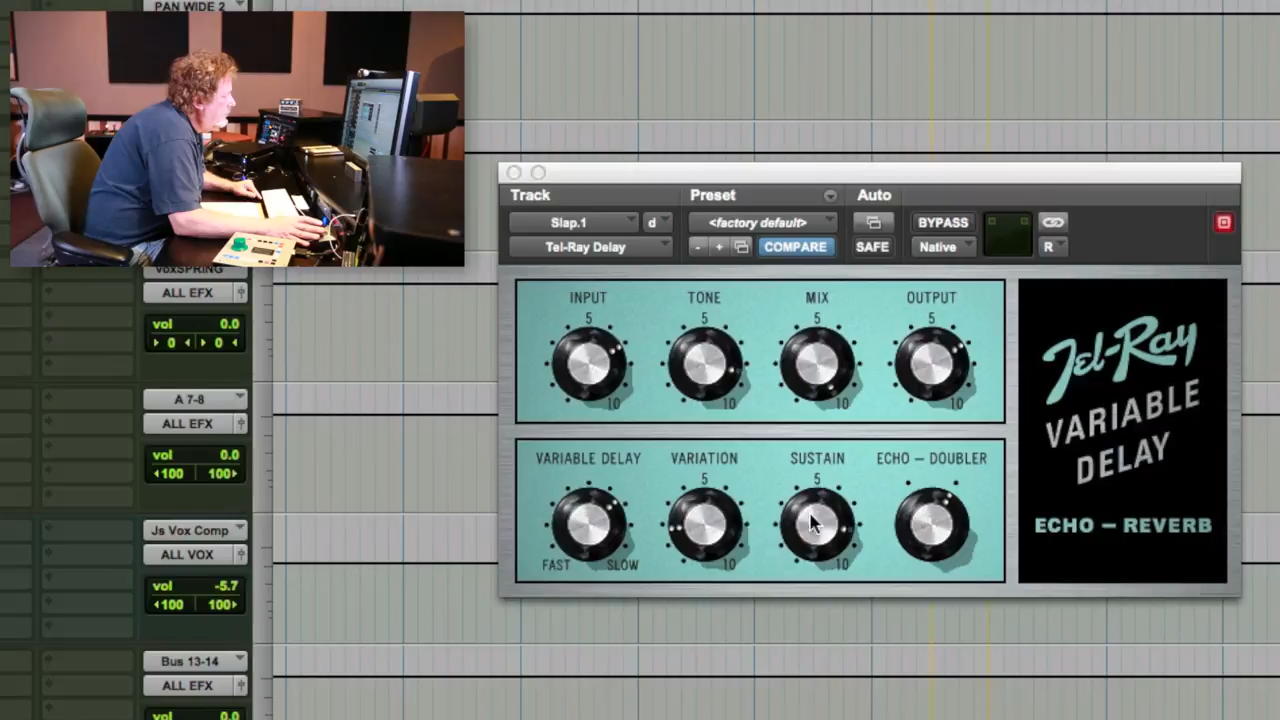 PAN WIDE 2
VoxSPRING
ALL EFX
vol 0.0
0 0
A 7-8
ALL EFX
vol 0.0
100 100
Js Vox Comp
ALL VOX
vol -5.7
100 100
Bus 13-14
ALL EFX
vol 0.0
Track Preset Auto
Slap.1 d <factory default> BYPASS
Tel-Ray Delay - + COMPARE SAFE Native R
INPUT TONE MIX OUTPUT
5 5 5 5
10 10 10 10
VARIABLE DELAY VARIATION SUSTAIN ECHO – DOUBLER
5 5
FAST SLOW 10 10
Tel-Ray
VARIABLE
DELAY
ECHO – REVERB